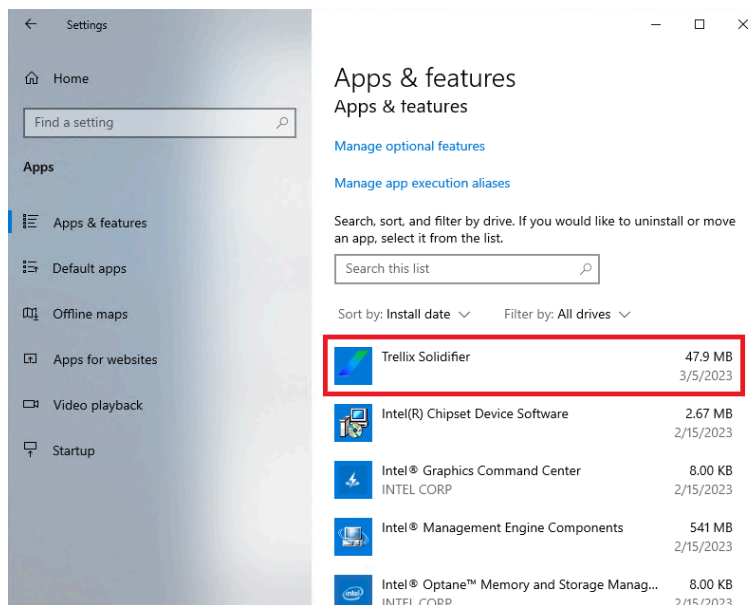 Settings
Home
Find a setting
Apps
Apps & features
Default apps
Offline maps
Apps for websites
Video playback
Startup
Apps & features
Apps & features
Manage optional features
Manage app execution aliases
Search, sort, and filter by drive. If you would like to uninstall or move
an app, select it from the list.
Search this list
Sort by: Install date Filter by: All drives
Trellix Solidifier 47.9 MB
3/5/2023
Intel(R) Chipset Device Software 2.67 MB
2/15/2023
Intel® Graphics Command Center 8.00 KB
INTEL CORP 2/15/2023
Intel® Management Engine Components 541 MB
2/15/2023
Intel® Optane™ Memory and Storage Manag... 8.00 KB
INTEL CORP 2/15/2023